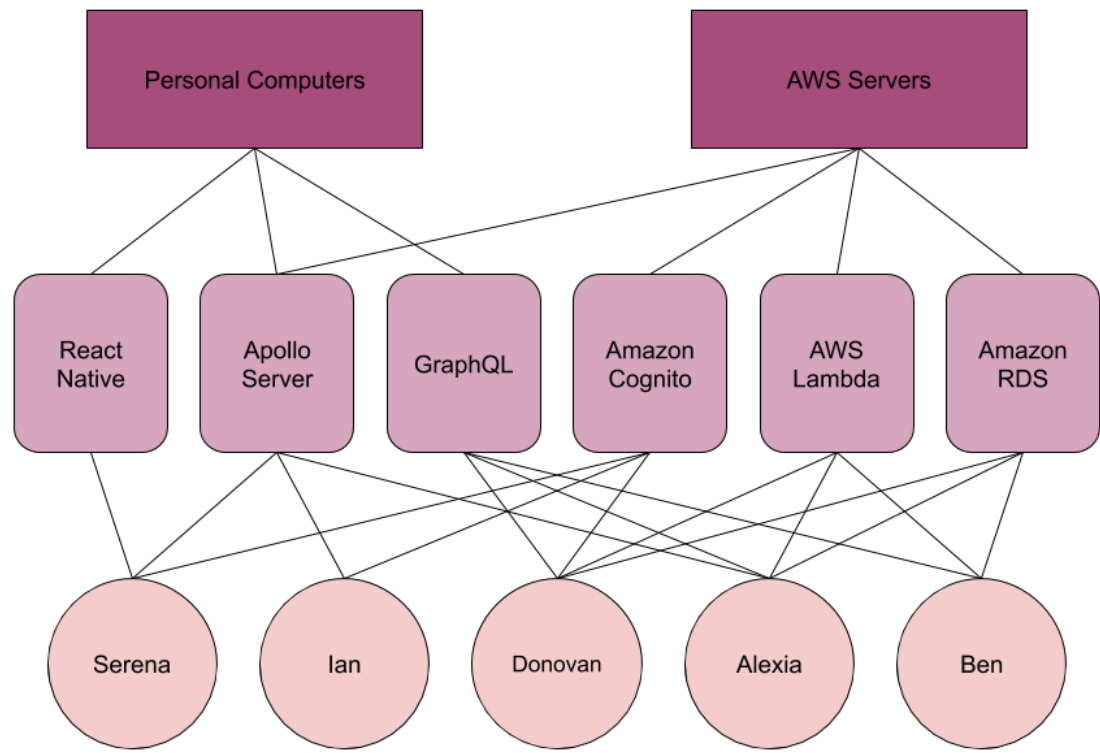 Personal Computers
AWS Servers
React
Native
Apollo
Server
GraphQL
Amazon
Cognito
AWS
Lambda
Amazon
RDS
Serena
Ian
Donovan
Alexia
Ben